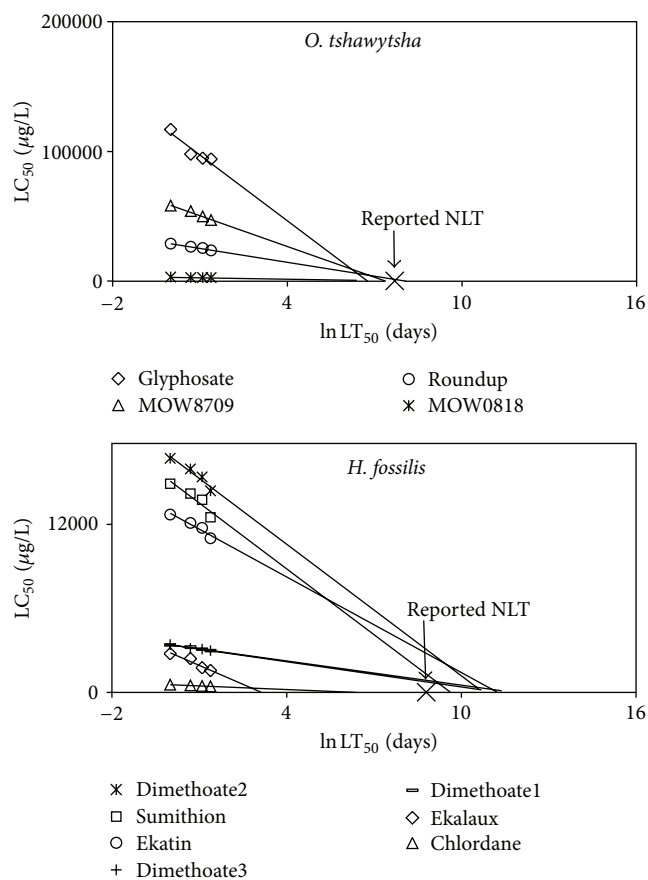 O. tshawytsha
200000
100000
0
LC50 (µg/L)
Reported NLT
−2 4 10 16
ln LT50 (days)
Glyphosate Roundup
MOW8709 MOW0818
H. fossilis
12000
0
LC50 (µg/L)
Reported NLT
−2 4 10 16
ln LT50 (days)
Dimethoate2 Dimethoate1
Sumithion Ekalaux
Ekatin Chlordane
Dimethoate3